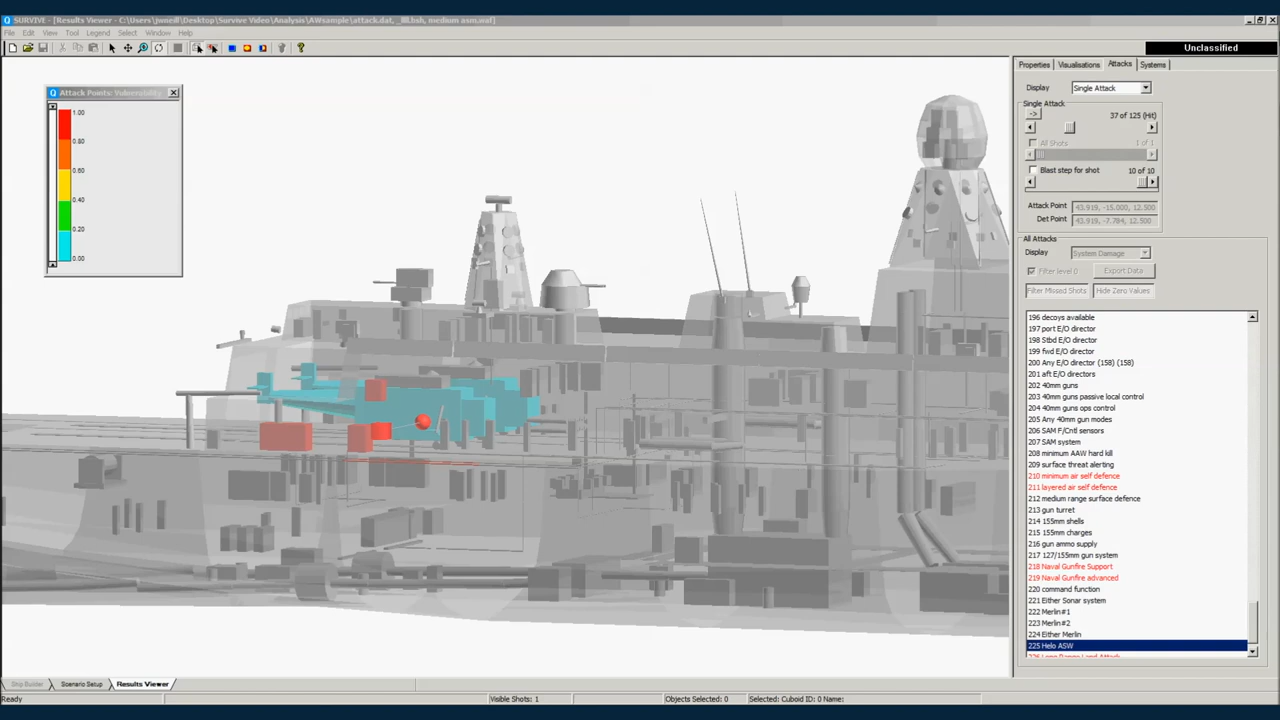 SURVIVE - [Results Viewer - C:\Users\jwneill\Desktop\Survive Video\Analysis\AWsample\attack.dat, _lill.bsh, medium asm.waf]
File Edit View Tool Legend Select Window Help
Unclassified
Attack Points: Vulnerability
1.00
0.80
0.60
0.40
0.20
0.00
Properties Visualisations Attacks Systems
Display Single Attack
Single Attack
-> 37 of 125 (Hit)
All Shots 1 of 1
Blast step for shot 10 of 10
Attack Point 43.919, -15.000, 12.500
Det Point 43.919, -7.784, 12.500
All Attacks
Display System Damage
Filter level 0 Export Data
Filter Missed Shots Hide Zero Values
196 decoys available
197 port E/O director
198 Stbd E/O director
199 fwd E/O director
200 Any E/O director (158) (158)
201 aft E/O directors
202 40mm guns
203 40mm guns passive local control
204 40mm guns ops control
205 Any 40mm gun modes
206 SAM F/Cntl sensors
207 SAM system
208 minimum AAW hard kill
209 surface threat alerting
210 minimum air self defence
211 layered air self defence
212 medium range surface defence
213 gun turret
214 155mm shells
215 155mm charges
216 gun ammo supply
217 127/155mm gun system
218 Naval Gunfire Support
219 Naval Gunfire advanced
220 command function
221 Either Sonar system
222 Merlin#1
223 Merlin#2
224 Either Merlin
225 Helo ASW
226 Long Range Land Attack
Ship Builder Scenario Setup Results Viewer
Ready Visible Shots: 1 Objects Selected: 0 Selected: Cuboid ID: 0 Name: